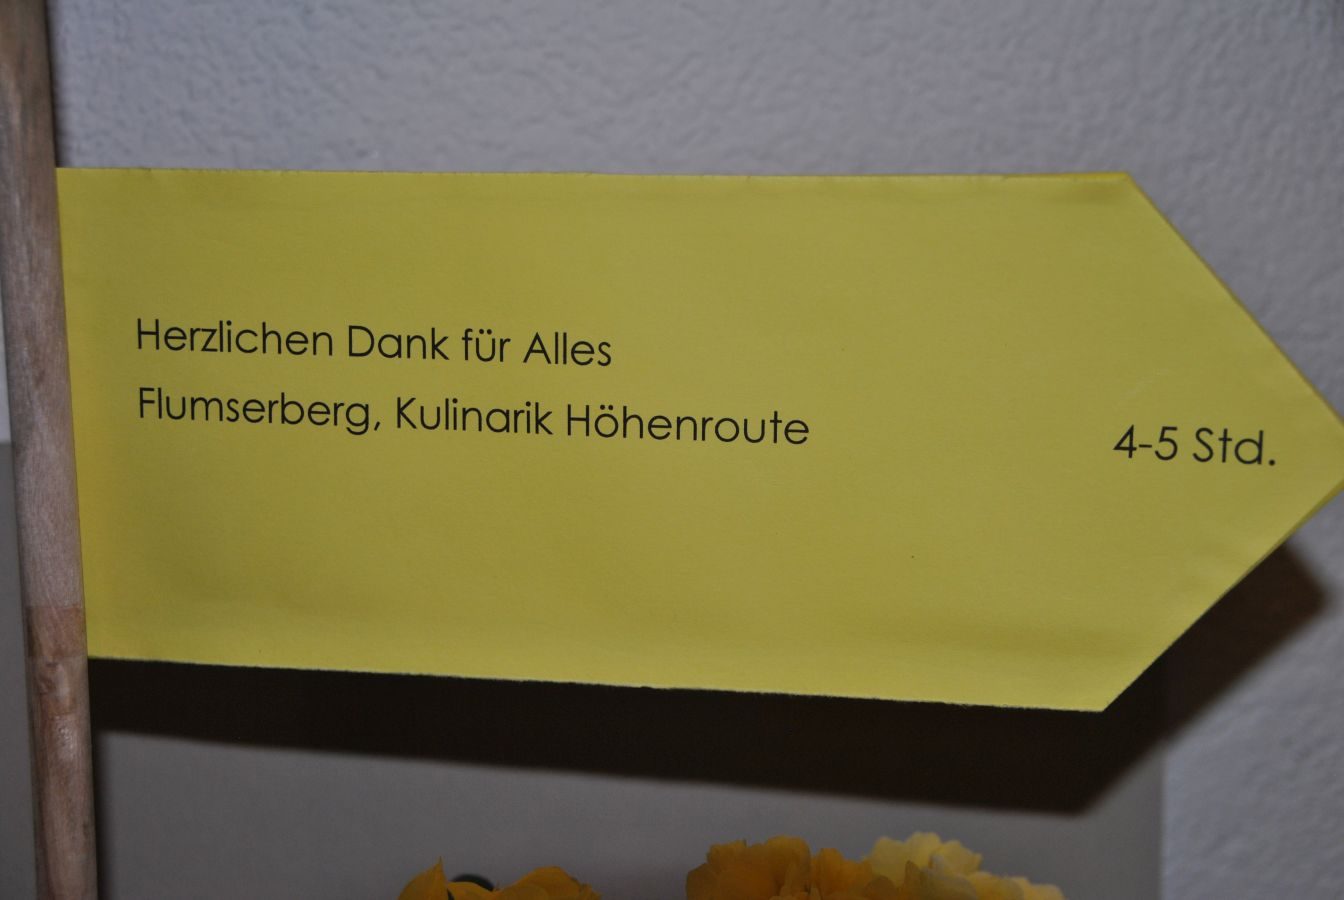 Herzlichen Dank für Alles
Flumserberg, Kulinarik Höhenroute
4-5 Std.